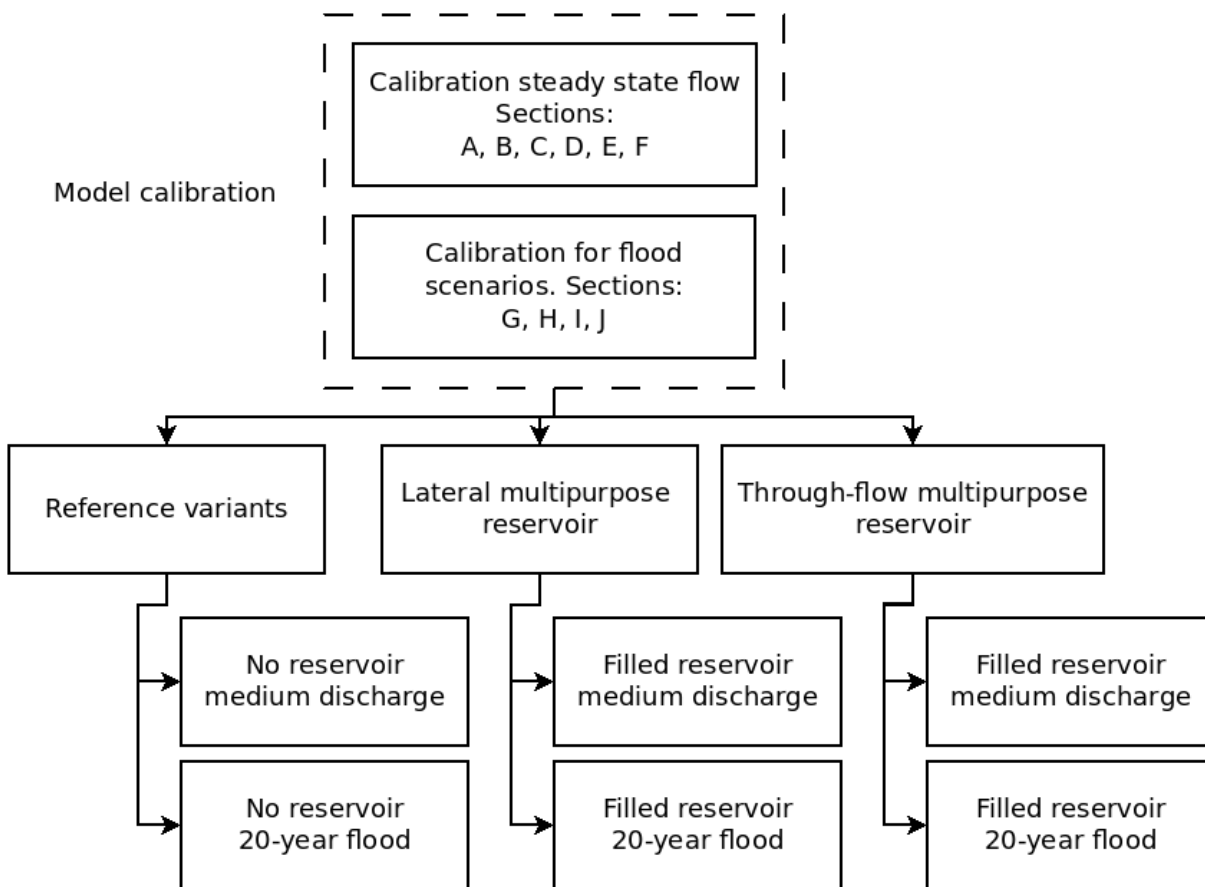 Calibration steady state flow
Sections:
A, B, C, D, E, F
Model calibration
Calibration for flood
scenarios. Sections:
G, H, I, J
Reference variants
Lateral multipurpose
reservoir
Through-flow multipurpose
reservoir
No reservoir
medium discharge
Filled reservoir
medium discharge
Filled reservoir
medium discharge
No reservoir
20-year flood
Filled reservoir
20-year flood
Filled reservoir
20-year flood